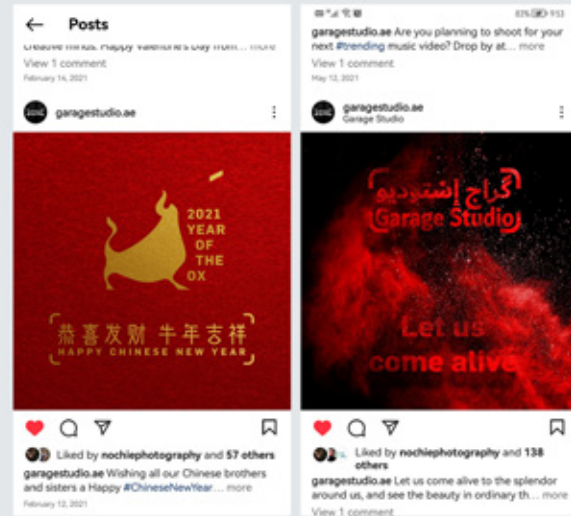 Posts
creative minds. Happy Valentine's Day from... more
View 1 comment
February 14, 2021
garagestudio.ae
2021
YEAR
OF
THE
OX
恭喜发财 牛年吉祥
HAPPY CHINESE NEW YEAR
Liked by nochiephotography and 57 others
garagestudio.ae Wishing all our Chinese brothers
and sisters a Happy #ChineseNewYear... more
February 12, 2021
83% 9:53
garagestudio.ae Are you planning to shoot for your
next #trending music video? Drop by at... more
View 1 comment
May 12, 2021
garagestudio.ae
Garage Studio
گراج إستوديو
Garage Studio
Let us
come alive
Liked by nochiephotography and 138
others
garagestudio.ae Let us come alive to the splendor
around us, and see the beauty in ordinary th... more
View 1 comment